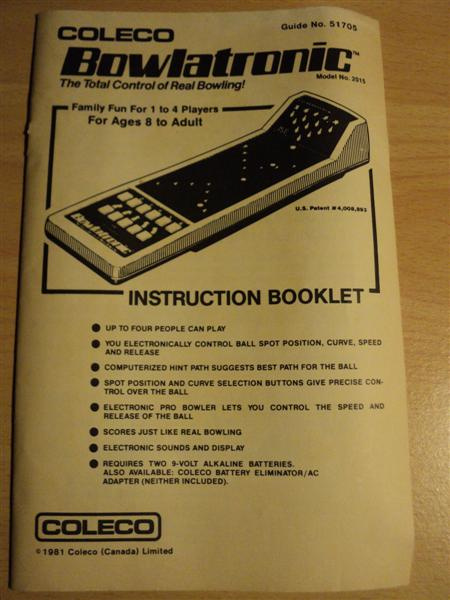 COLECO
Guide No. 51705
Bowlatronic™
Model No. 2015
The Total Control of Real Bowling!
Family Fun For 1 to 4 Players
For Ages 8 to Adult
U.S. Patent #4,009,893
Bowlatronic
INSTRUCTION BOOKLET
● UP TO FOUR PEOPLE CAN PLAY
● YOU ELECTRONICALLY CONTROL BALL SPOT POSITION, CURVE, SPEED
AND RELEASE
● COMPUTERIZED HINT PATH SUGGESTS BEST PATH FOR THE BALL
● SPOT POSITION AND CURVE SELECTION BUTTONS GIVE PRECISE CON-
TROL OVER THE BALL
● ELECTRONIC PRO BOWLER LETS YOU CONTROL THE SPEED AND
RELEASE OF THE BALL
● SCORES JUST LIKE REAL BOWLING
● ELECTRONIC SOUNDS AND DISPLAY
● REQUIRES TWO 9-VOLT ALKALINE BATTERIES.
ALSO AVAILABLE: COLECO BATTERY ELIMINATOR/AC
ADAPTER (NEITHER INCLUDED).
COLECO
© 1981 Coleco (Canada) Limited